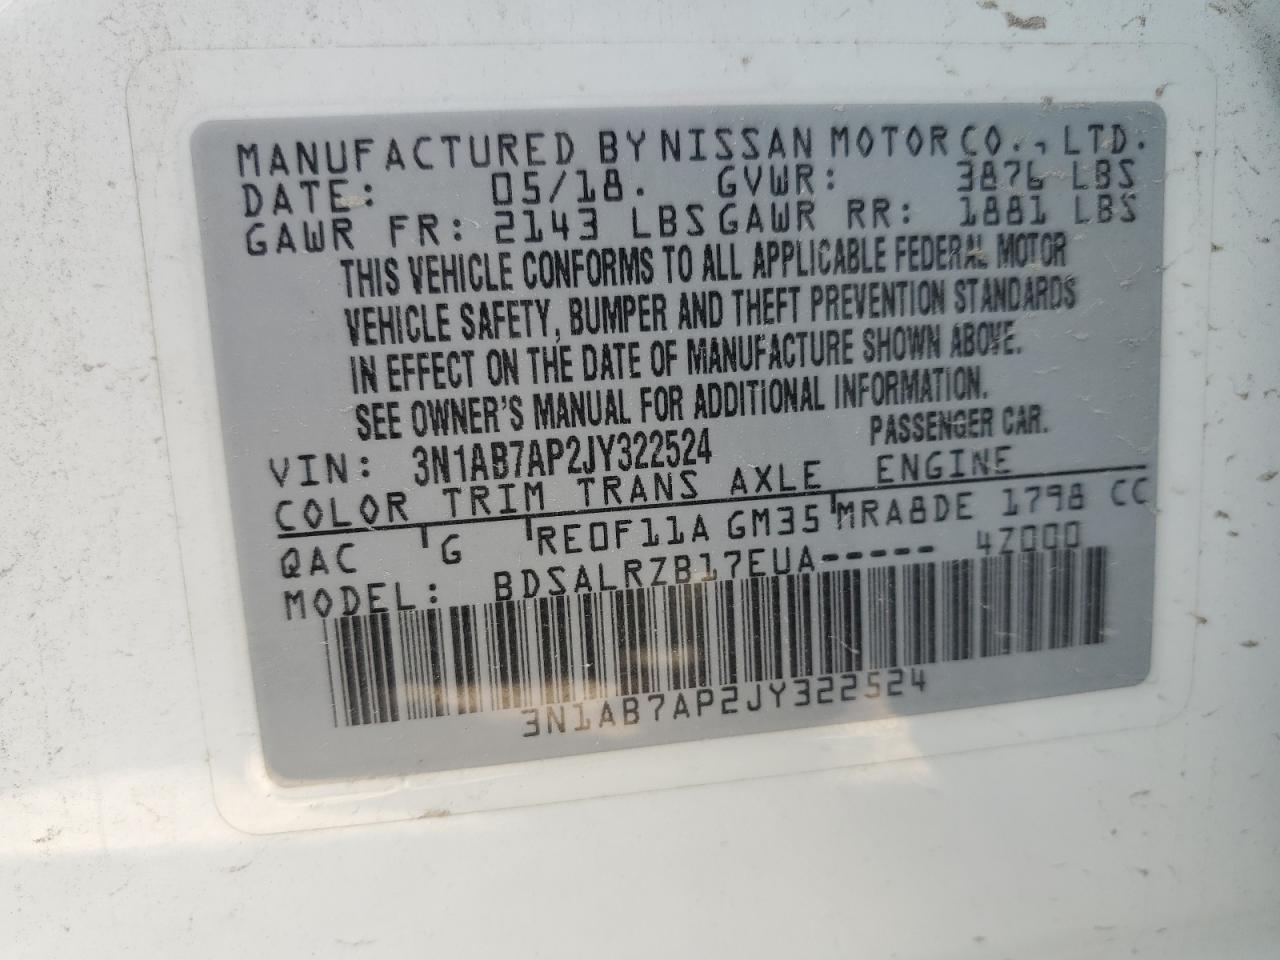 MANUFACTURED BY NISSAN MOTOR CO., LTD.
DATE: 05/18. GVWR: 3876 LBS
GAWR FR: 2143 LBS GAWR RR: 1881 LBS
THIS VEHICLE CONFORMS TO ALL APPLICABLE FEDERAL MOTOR
VEHICLE SAFETY, BUMPER AND THEFT PREVENTION STANDARDS
IN EFFECT ON THE DATE OF MANUFACTURE SHOWN ABOVE.
SEE OWNER'S MANUAL FOR ADDITIONAL INFORMATION.
VIN: 3N1AB7AP2JY322524 PASSENGER CAR.
COLOR TRIM TRANS AXLE ENGINE
QAC G RE0F11A GM35 MRA8DE 1798 CC
MODEL: BDSALRZB17EUA----- 4Z000
3N1AB7AP2JY322524